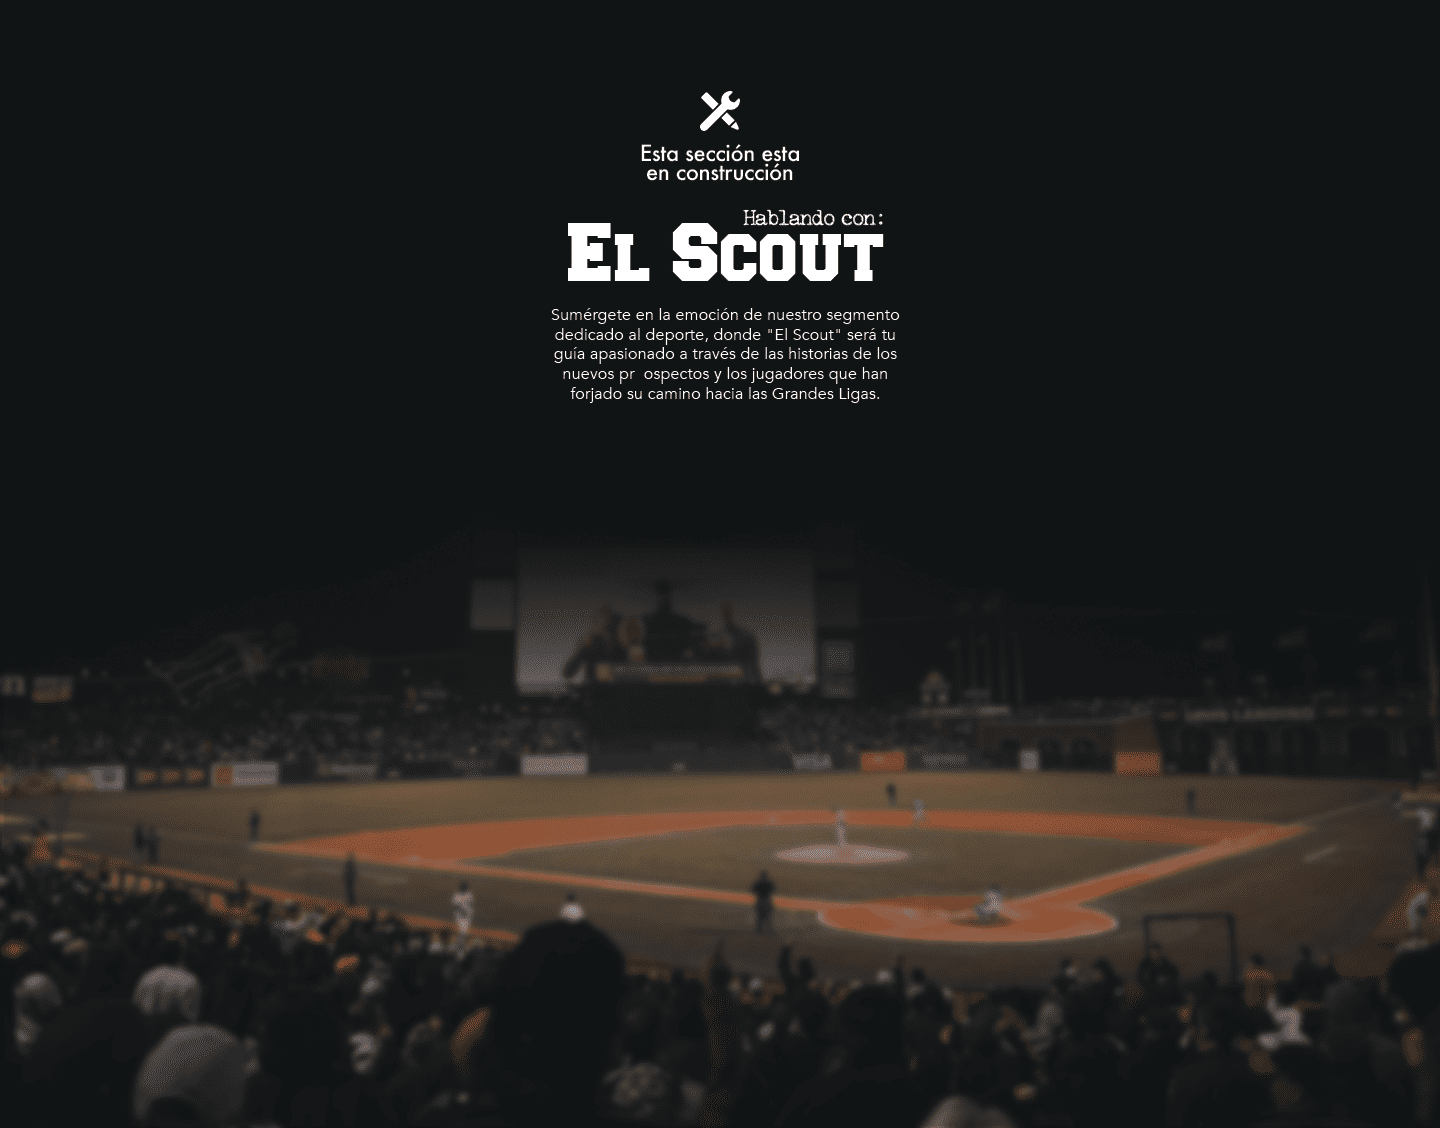 Esta sección esta
en construcción
Hablando con:
El Scout
Sumérgete en la emoción de nuestro segmento
dedicado al deporte, donde "El Scout" será tu
guía apasionado a través de las historias de los
nuevos pr ospectos y los jugadores que han
forjado su camino hacia las Grandes Ligas.
VISA